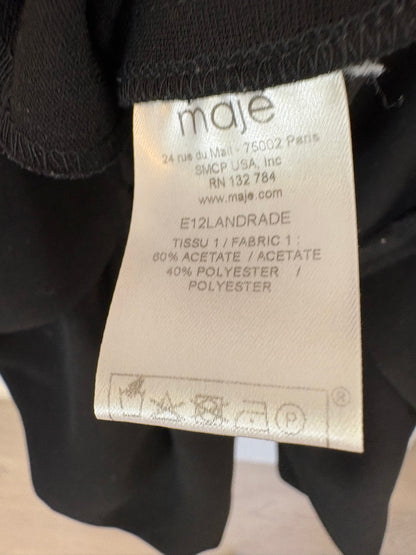 maje
24 rue du Mail - 75002 Paris
SMCP USA, Inc
RN 132 784
www.maje.com
E12LANDRADE
TISSU 1 / FABRIC 1 :
60% ACETATE / ACETATE
40% POLYESTER /
POLYESTER
P ®